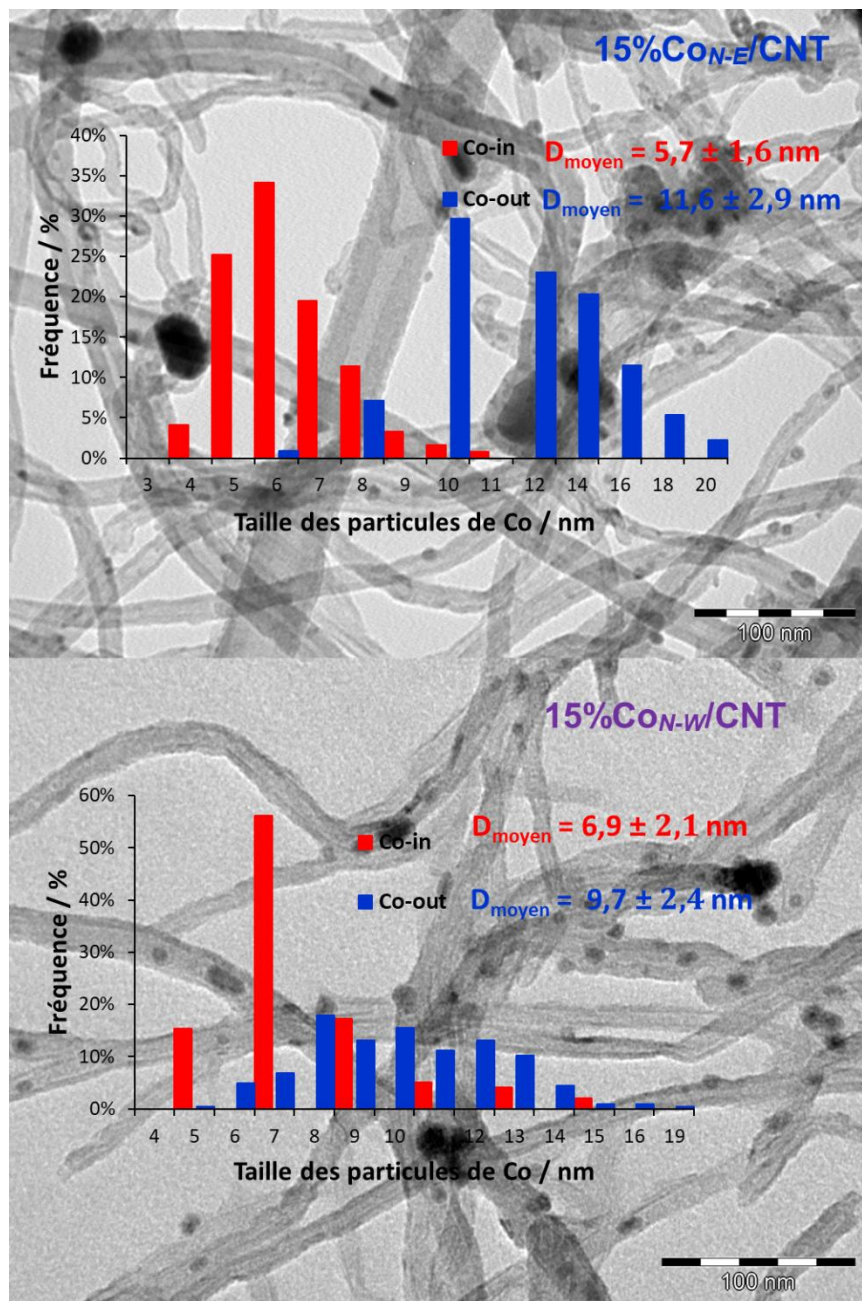 15%CoN-E/CNT
40%
35%
30%
25%
20%
15%
10%
5%
0%
Fréquence / %
Co-in Dmoyen = 5,7 ± 1,6 nm
Co-out Dmoyen = 11,6 ± 2,9 nm
3 4 5 6 7 8 9 10 11 12 14 16 18 20
Taille des particules de Co / nm
100 nm
15%CoN-W/CNT
60%
50%
40%
30%
20%
10%
0%
Fréquence / %
Co-in Dmoyen = 6,9 ± 2,1 nm
Co-out Dmoyen = 9,7 ± 2,4 nm
4 5 6 7 8 9 10 11 12 13 14 15 16 19
Taille des particules de Co / nm
100 nm